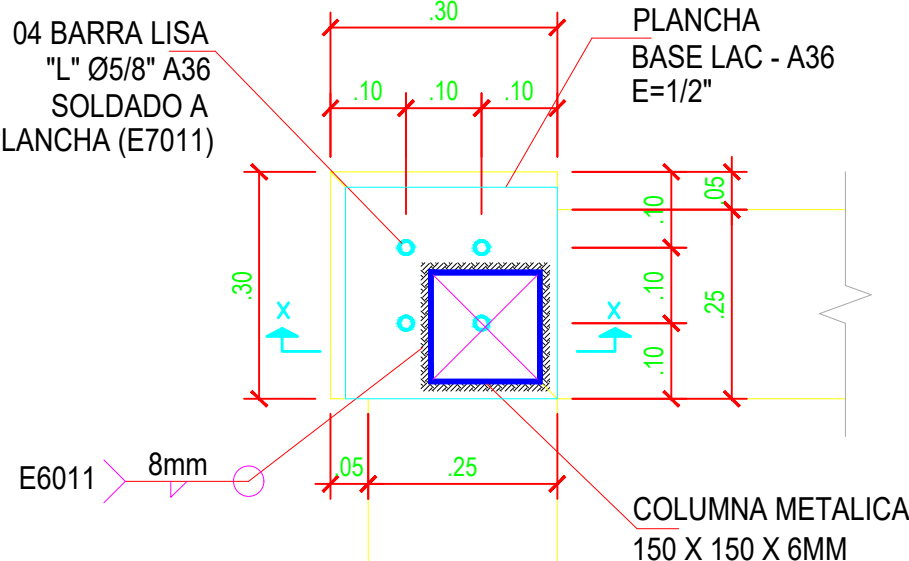 04 BARRA LISA
"L" Ø5/8" A36
SOLDADO A
LANCHA (E7011)
.30
PLANCHA
BASE LAC - A36
E=1/2"
.10 .10 .10
.05
.10
.30
.10
.25
X X
.10
E6011 8mm
.05 .25
COLUMNA METALICA
150 X 150 X 6MM